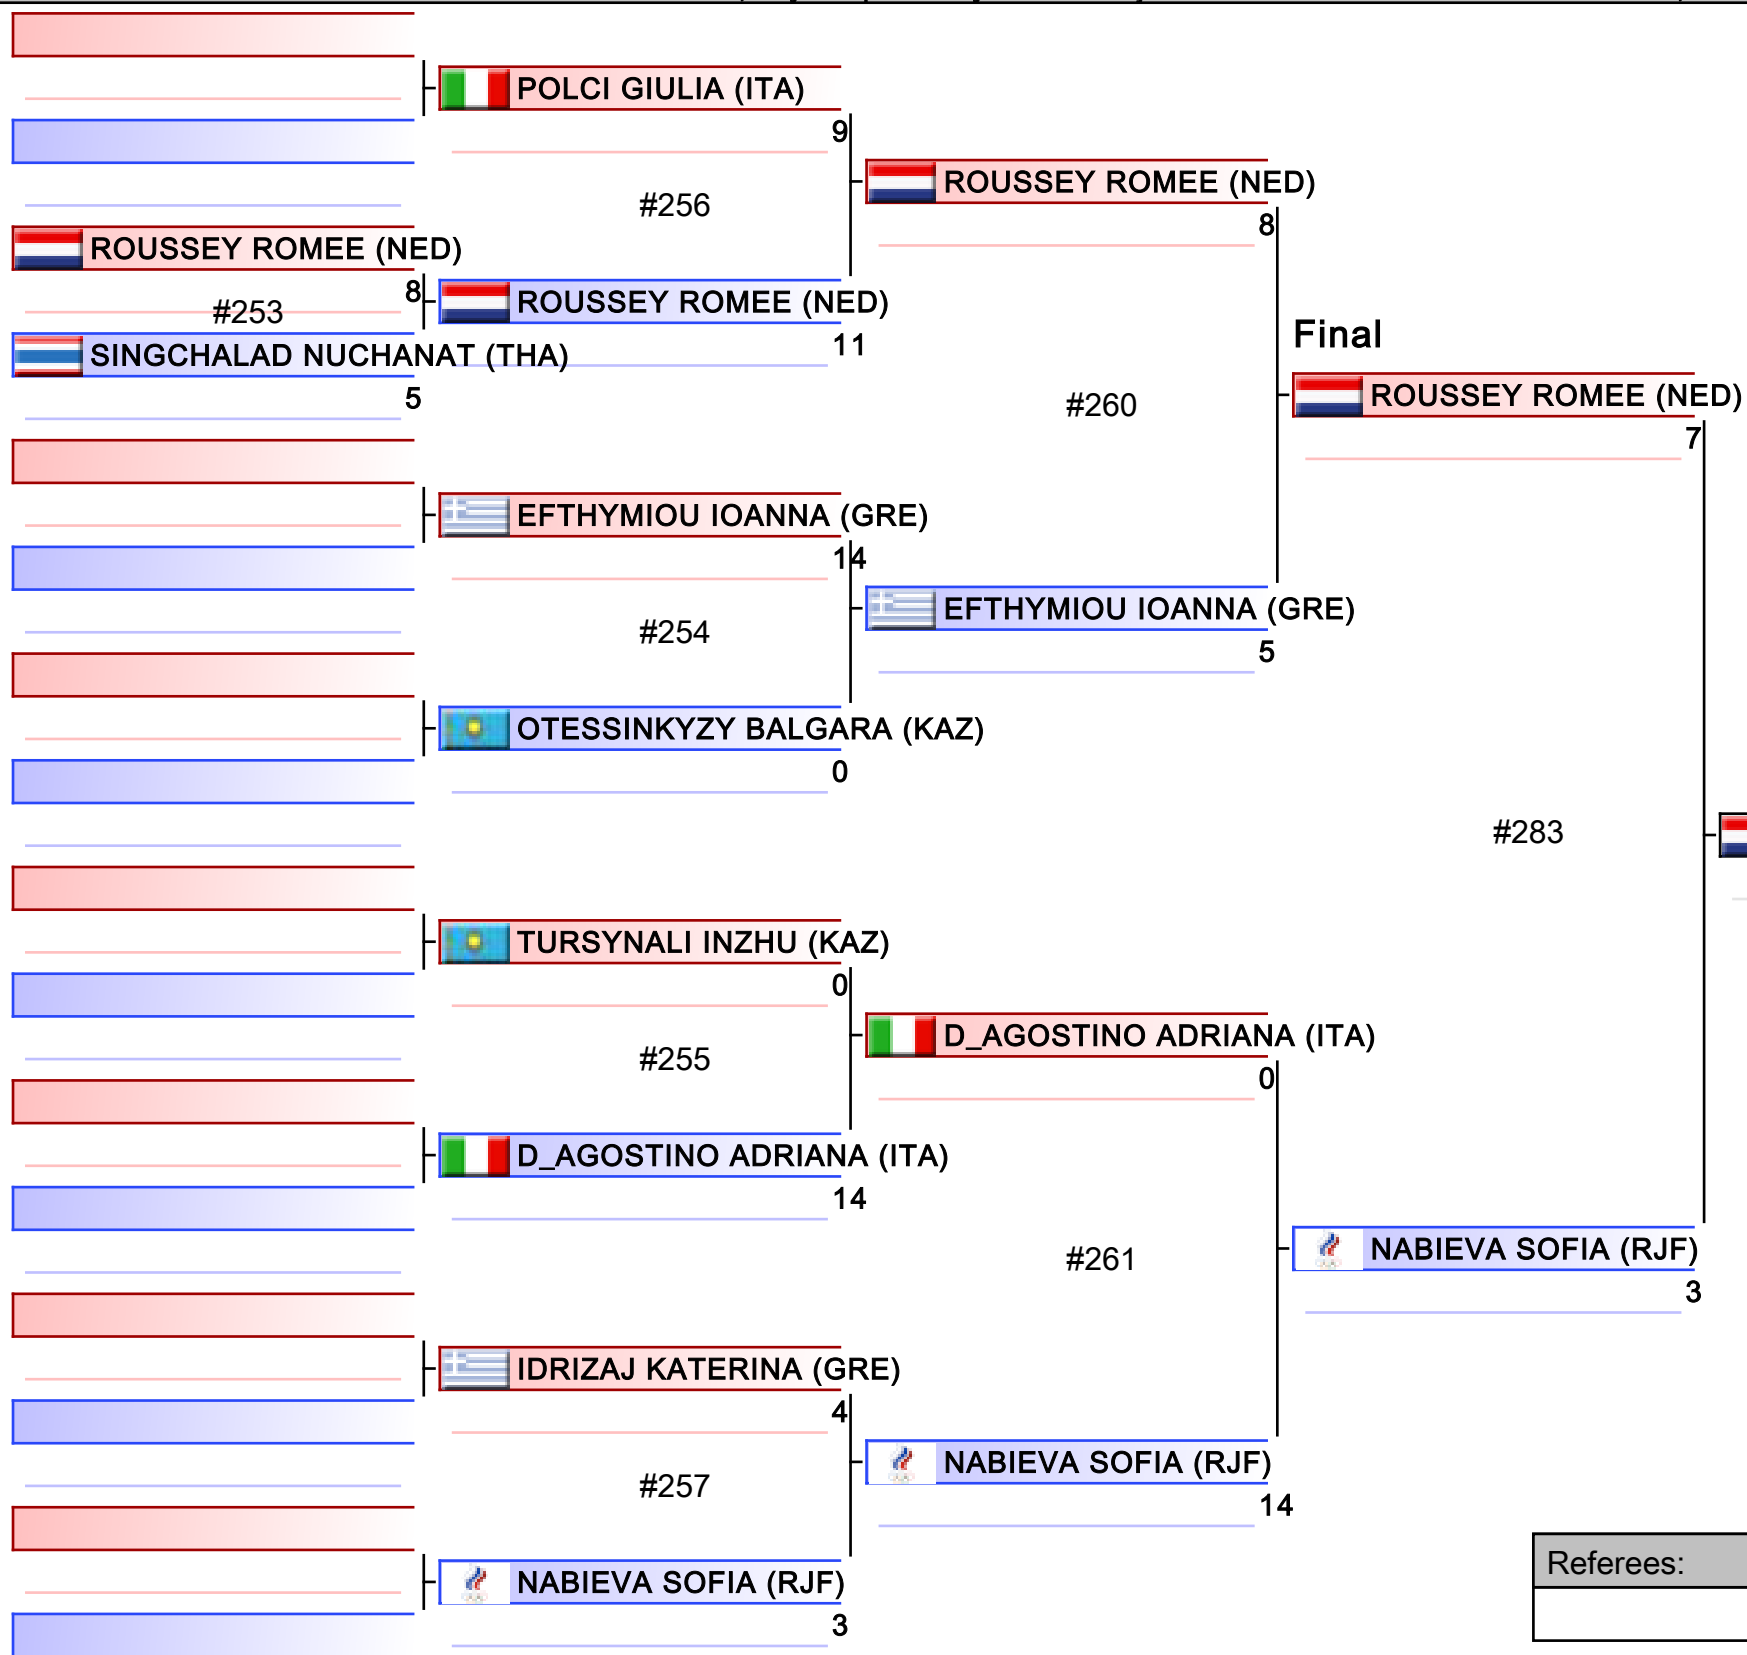 POLCI GIULIA (ITA)
9
#256
ROUSSEY ROMEE (NED)
8
ROUSSEY ROMEE (NED)
8
#253
ROUSSEY ROMEE (NED)
11
SINGCHALAD NUCHANAT (THA)
5
Final
#260
ROUSSEY ROMEE (NED)
7
EFTHYMIOU IOANNA (GRE)
14
#254
EFTHYMIOU IOANNA (GRE)
5
OTESSINKYZY BALGARA (KAZ)
0
#283
TURSYNALI INZHU (KAZ)
0
#255
D_AGOSTINO ADRIANA (ITA)
0
D_AGOSTINO ADRIANA (ITA)
14
#261
NABIEVA SOFIA (RJF)
3
IDRIZAJ KATERINA (GRE)
4
#257
NABIEVA SOFIA (RJF)
14
NABIEVA SOFIA (RJF)
3
Referees: